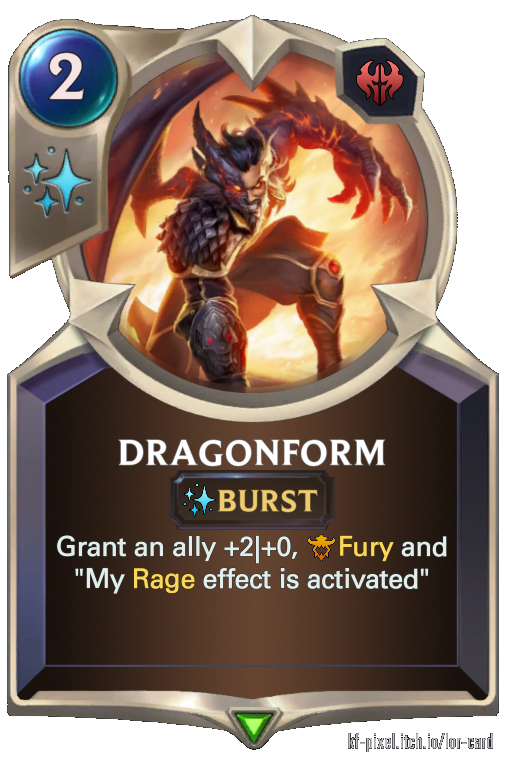 2
DRAGONFORM
BURST
Grant an ally +2|+0, Fury and
"My Rage effect is activated"
kf-pixel.itch.io/lor-card